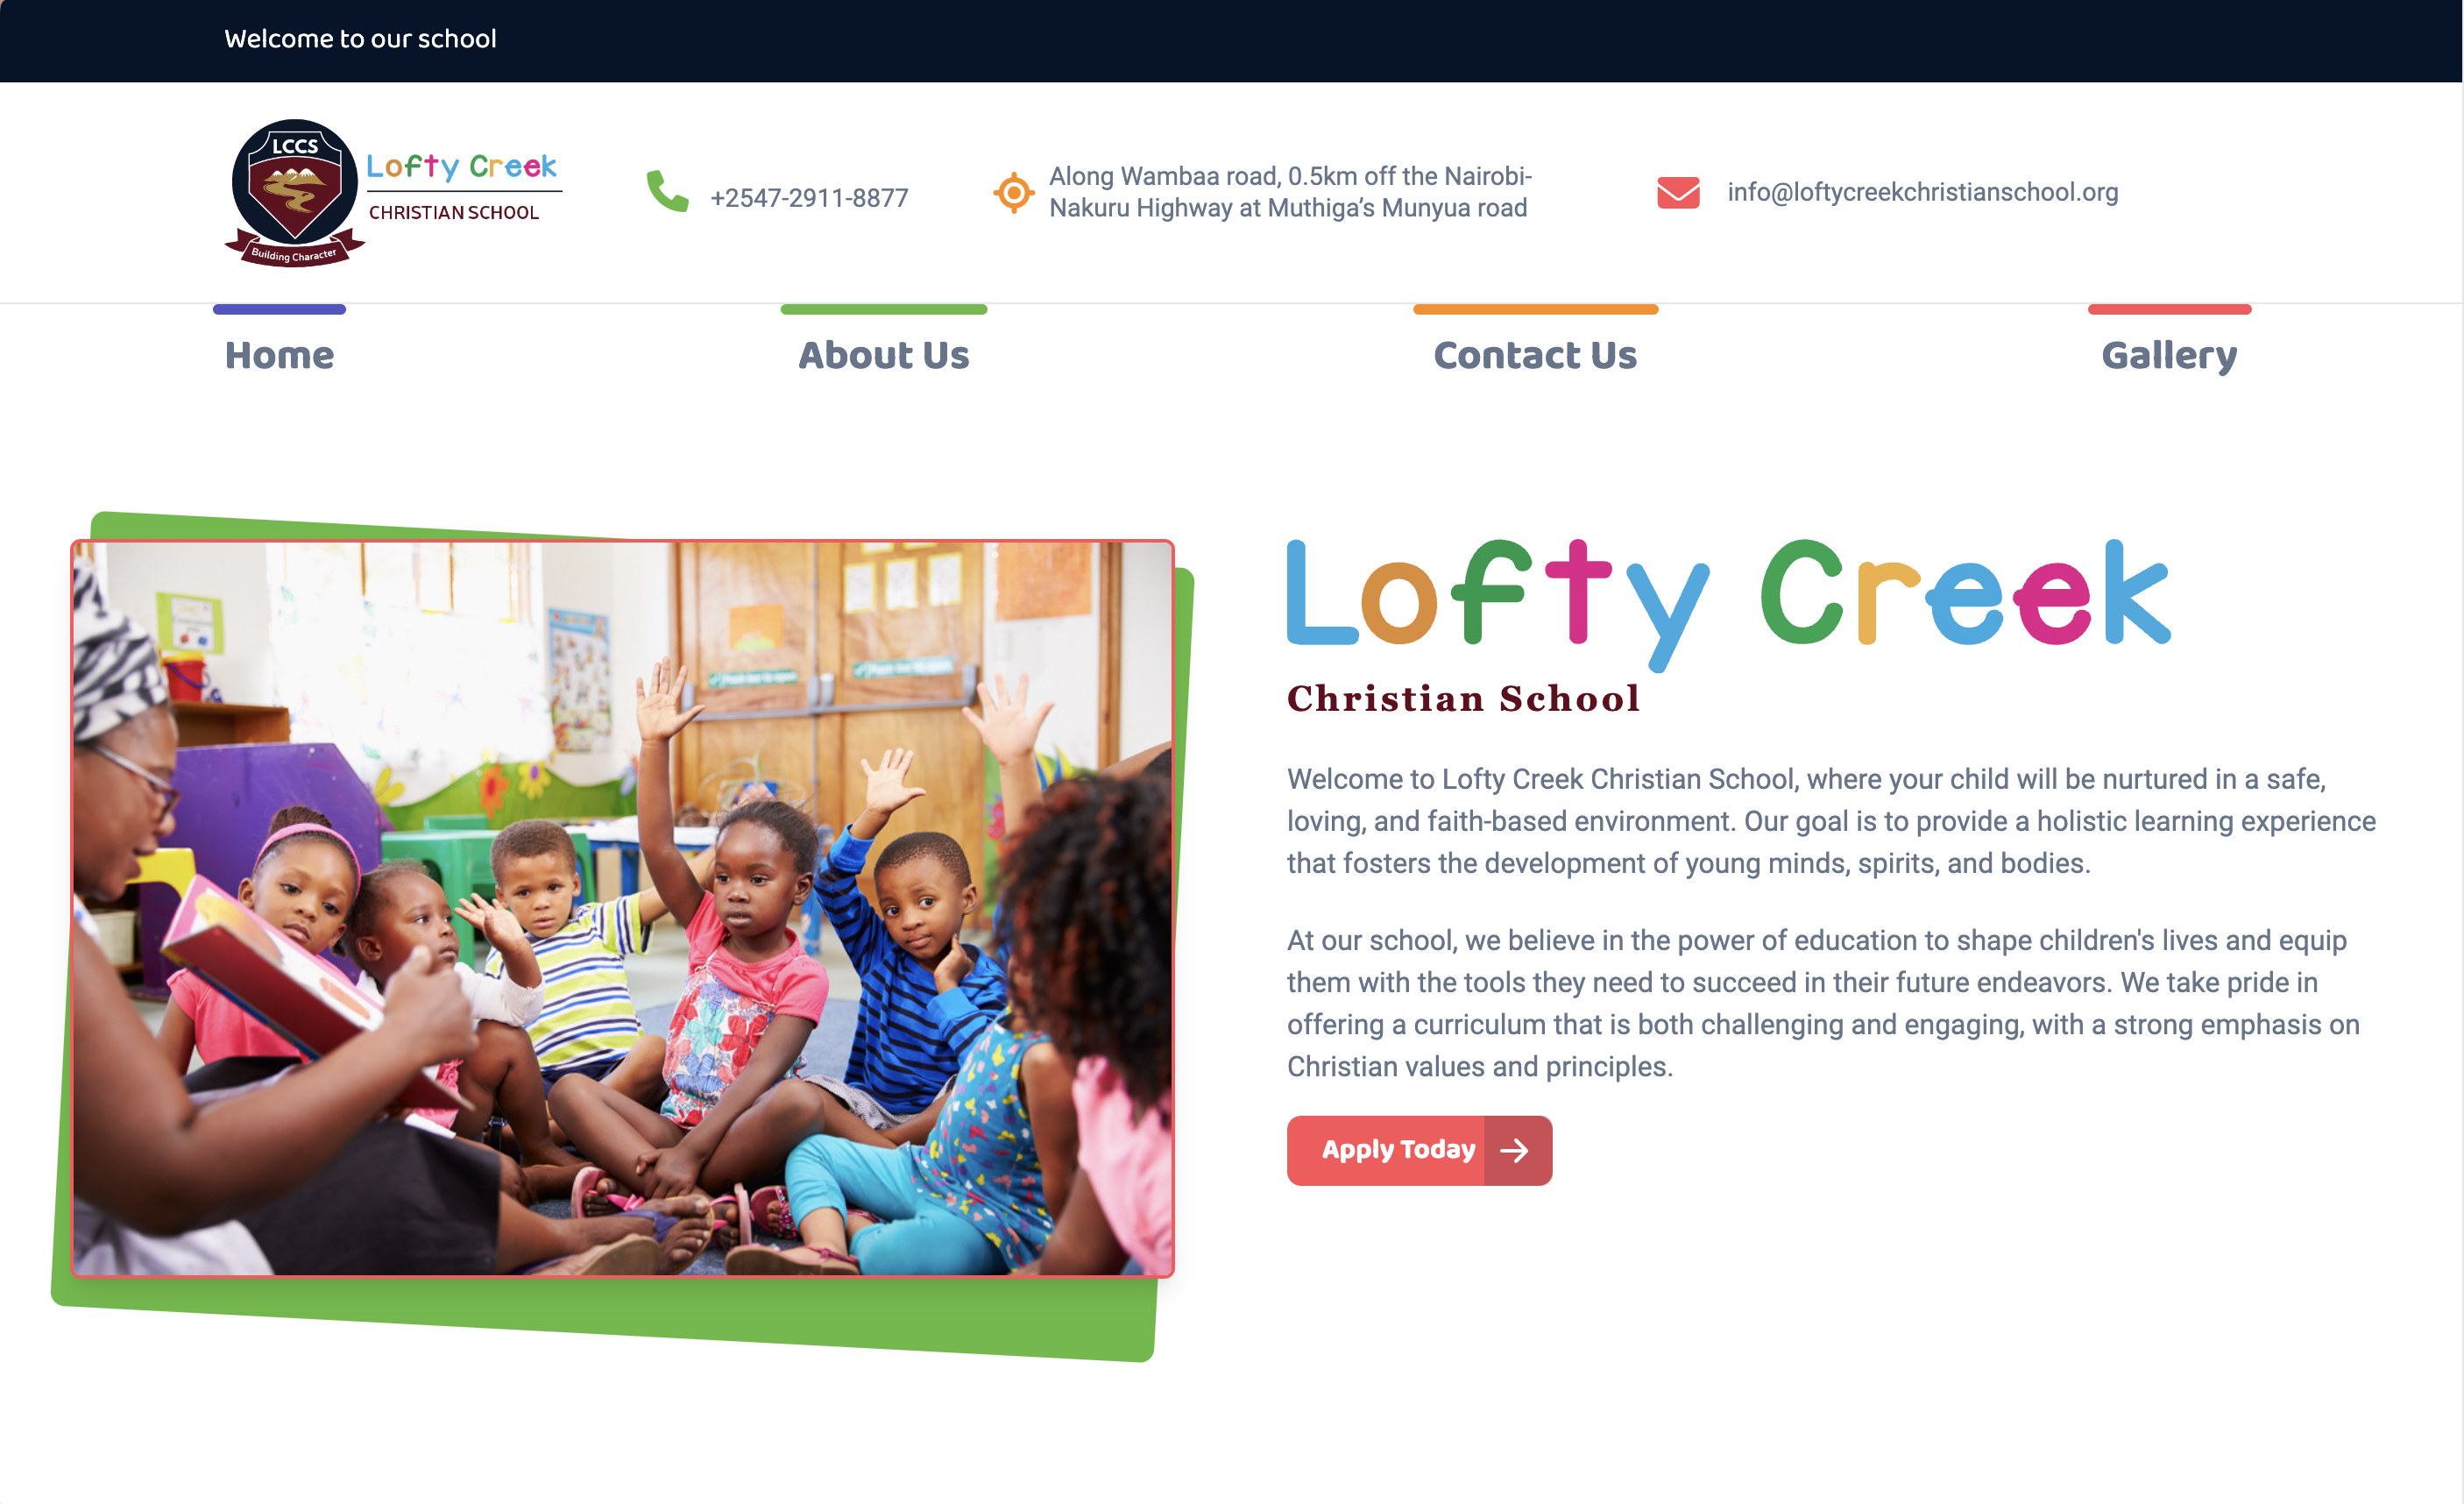 Welcome to our school
LCCS
Building Character
Lofty Creek
CHRISTIAN SCHOOL
+2547-2911-8877
Along Wambaa road, 0.5km off the Nairobi-
Nakuru Highway at Muthiga’s Munyua road
info@loftycreekchristianschool.org
Home
About Us
Contact Us
Gallery
Lofty Creek
Christian School
Welcome to Lofty Creek Christian School, where your child will be nurtured in a safe,
loving, and faith-based environment. Our goal is to provide a holistic learning experience
that fosters the development of young minds, spirits, and bodies.
At our school, we believe in the power of education to shape children's lives and equip
them with the tools they need to succeed in their future endeavors. We take pride in
offering a curriculum that is both challenging and engaging, with a strong emphasis on
Christian values and principles.
Apply Today